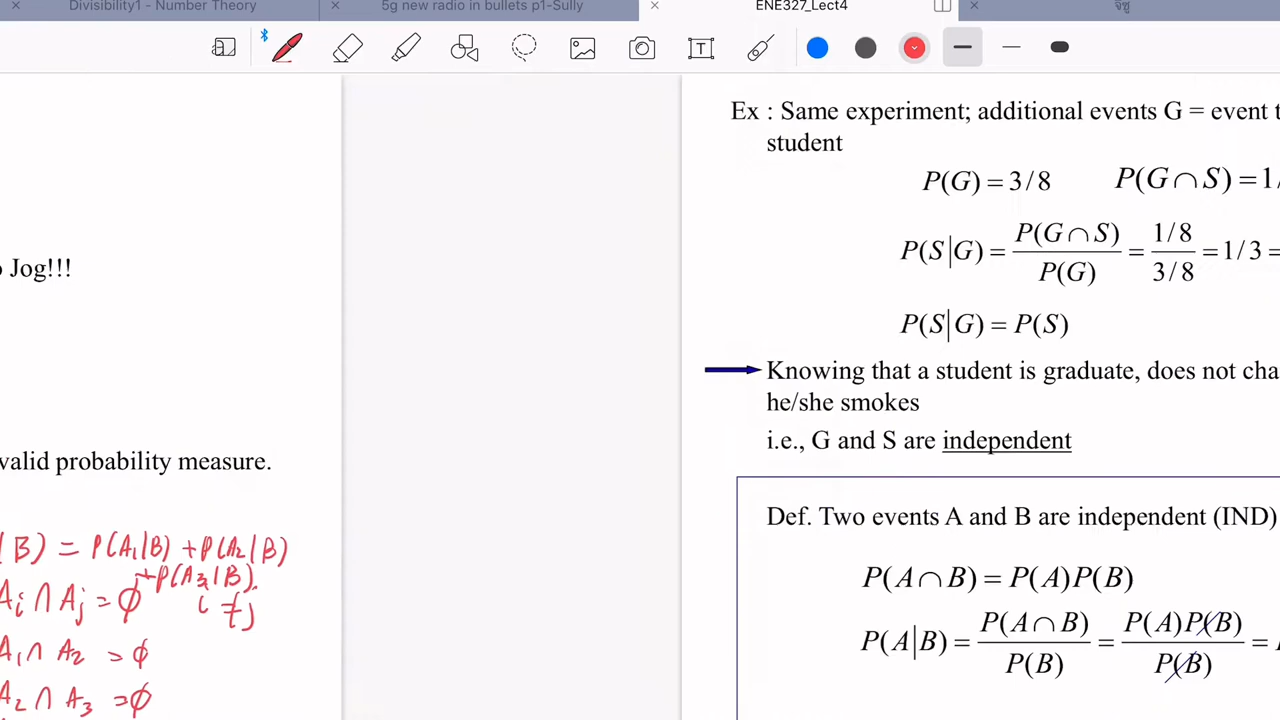 Divisibility1 - Number Theory
5g new radio in bullets p1-Sully
ENE327_Lect4
จีซู
Jog!!!
valid probability measure.
| B) = P(A₁|B) + P(A₂|B)
+P(A₃|B).
Ai ∩ Aj = ϕ i ≠ j
A₁ ∩ A₂ = ϕ
A₂ ∩ A₃ = ϕ
Ex : Same experiment; additional events G = event
student
P(G) = 3/8 P(G∩S) = 1/
P(S|G) = P(G∩S) / P(G) = 1/8 / 3/8 = 1/3 =
P(S|G) = P(S)
Knowing that a student is graduate, does not
he/she smokes
i.e., G and S are independent
Def. Two events A and B are independent (IND)
P(A∩B) = P(A)P(B)
P(A|B) = P(A∩B) / P(B) = P(A)P(B) / P(B) =